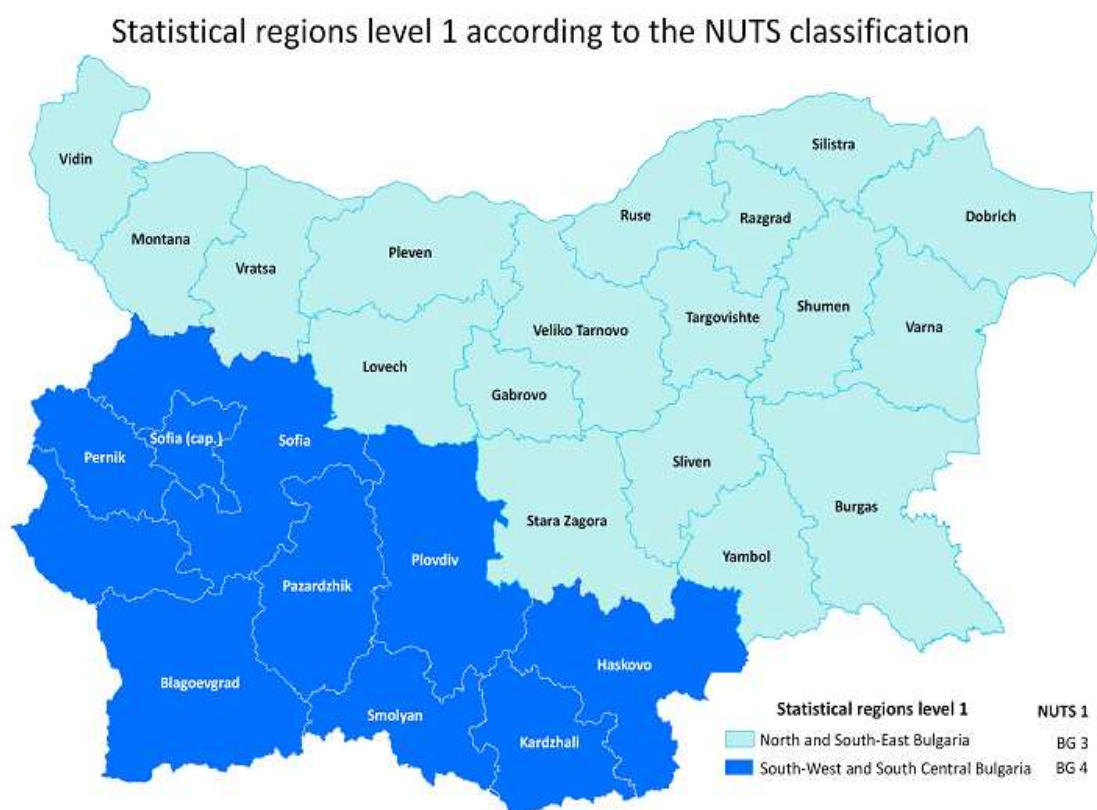 Statistical regions level 1 according to the NUTS classification
Silistra
Vidin
Ruse
Razgrad
Dobrich
Montana
Pleven
Vratsa
Shumen
Targovishte
Veliko Tarnovo
Varna
Lovech
Gabrovo
Sofia (cap.)
Sofia
Pernik
Sliven
Burgas
Stara Zagora
Yambol
Plovdiv
Pazardzhik
Haskovo
Blagoevgrad
Smolyan
Kardzhali
Statistical regions level 1 NUTS 1
North and South-East Bulgaria BG 3
South-West and South Central Bulgaria BG 4